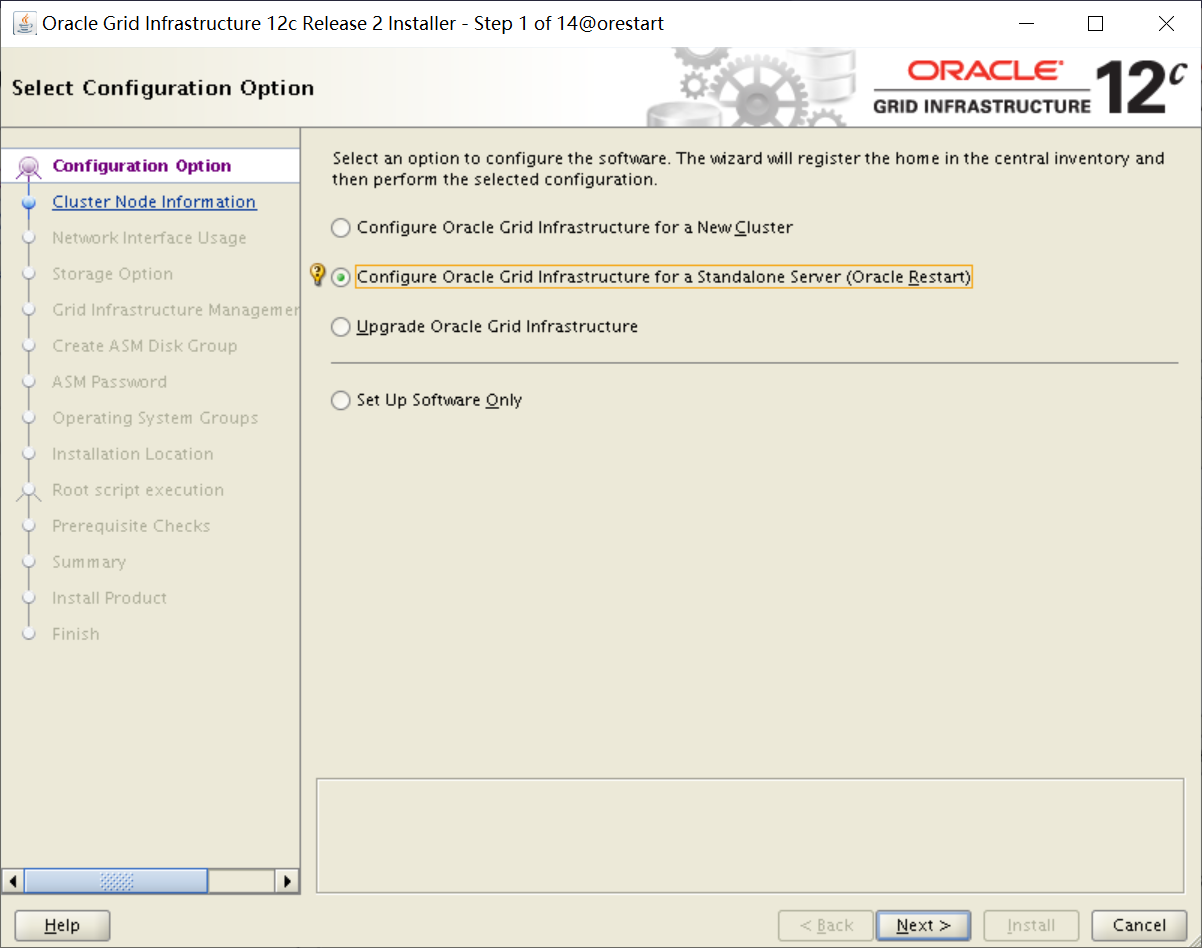 Oracle Grid Infrastructure 12c Release 2 Installer - Step 1 of 14@orestart
Select Configuration Option
ORACLE
GRID INFRASTRUCTURE
12c
Configuration Option
Cluster Node Information
Network Interface Usage
Storage Option
Grid Infrastructure Managemen
Create ASM Disk Group
ASM Password
Operating System Groups
Installation Location
Root script execution
Prerequisite Checks
Summary
Install Product
Finish
Select an option to configure the software. The wizard will register the home in the central inventory and
then perform the selected configuration.
Configure Oracle Grid Infrastructure for a New Cluster
Configure Oracle Grid Infrastructure for a Standalone Server (Oracle Restart)
Upgrade Oracle Grid Infrastructure
Set Up Software Only
Help
< Back
Next >
Install
Cancel